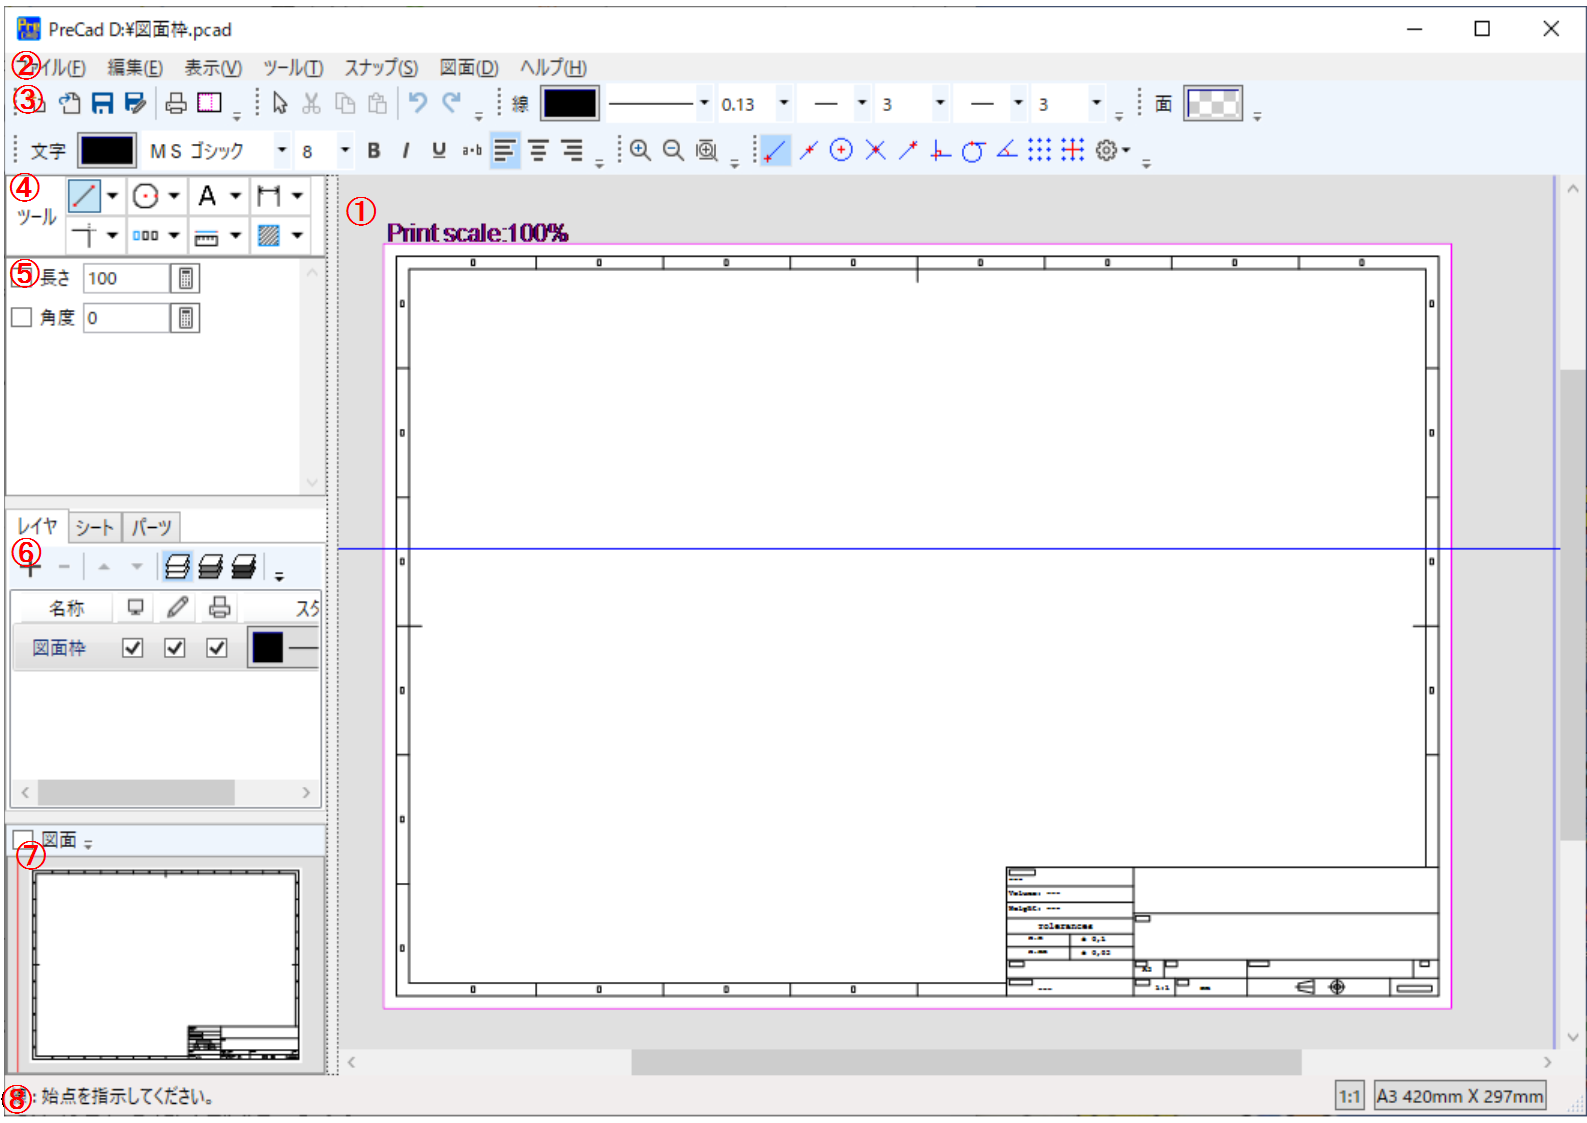 PreCad D:¥図面枠.pcad
② ァイル(F) 編集(E) 表示(V) ツール(T) スナップ(S) 図面(D) ヘルプ(H)
③ 線 0.13 3 3 面
文字 ＭＳ ゴシック 8 B I U a·b
④ ツール A
①
Print scale:100%
⑤ 長さ 100
角度 0
レイヤ シート パーツ
⑥
名称 スタ
図面枠
図面
⑦
Volume: ---
Weight: ---
Tolerances
± 0,1
± 0,02
A3
1:1
⑧ : 始点を指示してください。
1:1 A3 420mm X 297mm